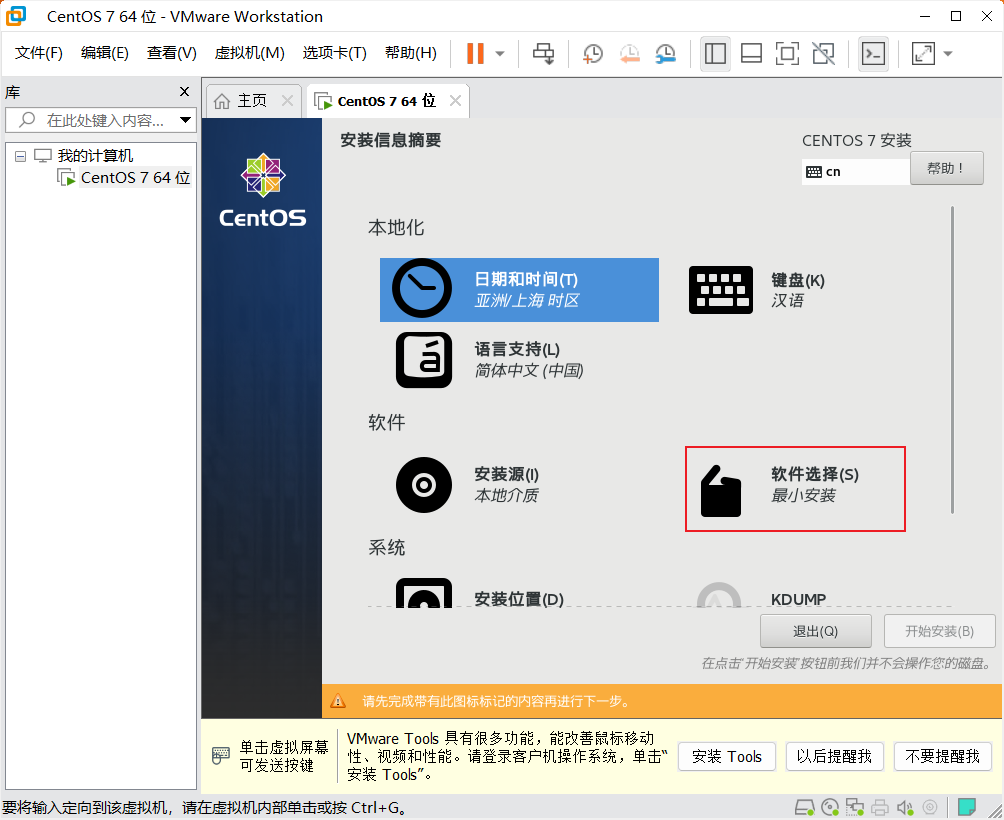 CentOS 7 64 位 - VMware Workstation
文件(F) 编辑(E) 查看(V) 虚拟机(M) 选项卡(T) 帮助(H)
库
在此处键入内容...
我的计算机
CentOS 7 64 位
主页
CentOS 7 64 位
CentOS
安装信息摘要
CENTOS 7 安装
cn
帮助！
本地化
日期和时间(T)
亚洲/上海 时区
键盘(K)
汉语
语言支持(L)
简体中文 (中国)
软件
安装源(I)
本地介质
软件选择(S)
最小安装
系统
安装位置(D)
KDUMP
退出(Q)
开始安装(B)
在点击'开始安装'按钮前我们并不会操作您的磁盘。
请先完成带有此图标标记的内容再进行下一步。
单击虚拟屏幕
可发送按键
VMware Tools 具有很多功能，能改善鼠标移动
性、视频和性能。请登录客户机操作系统，单击“
安装 Tools”。
安装 Tools
以后提醒我
不要提醒我
要将输入定向到该虚拟机，请在虚拟机内部单击或按 Ctrl+G。